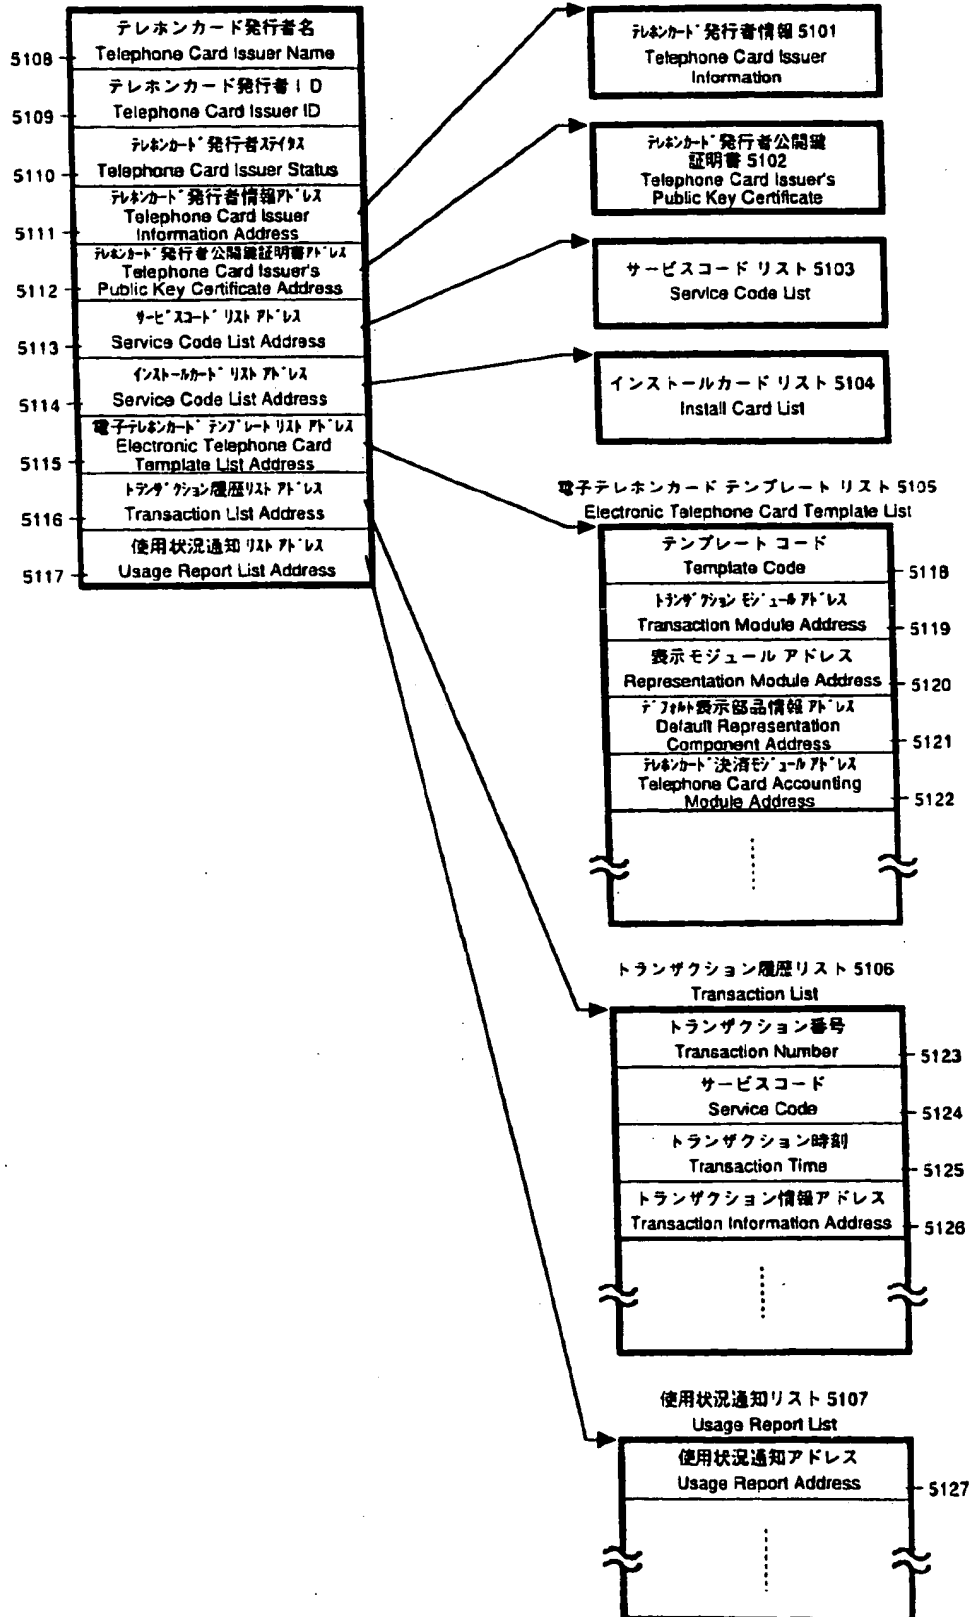 テレホンカード発行者名
5108
Telephone Card Issuer Name
テレホンカード発行者ID
5109
Telephone Card Issuer ID
テレホンカード発行者ステイタス
5110
Telephone Card Issuer Status
テレホンカード発行者情報アドレス
Telephone Card Issuer
5111
Information Address
テレホンカード発行者公開鍵証明書アドレス
Telephone Card Issuer's
5112
Public Key Certificate Address
サービスコード リスト アドレス
5113
Service Code List Address
インストールカード リスト アドレス
5114
Service Code List Address
電子テレホンカード テンプレート リスト アドレス
Electronic Telephone Card
5115
Template List Address
トランザクション履歴リスト アドレス
5116
Transaction List Address
使用状況通知リスト アドレス
5117
Usage Report List Address
テレホンカード発行者情報 5101
Telephone Card Issuer
Information
テレホンカード発行者公開鍵
証明書 5102
Telephone Card Issuer's
Public Key Certificate
サービスコード リスト 5103
Service Code List
インストールカード リスト 5104
Install Card List
電子テレホンカード テンプレート リスト 5105
Electronic Telephone Card Template List
テンプレート コード
Template Code
5118
トランザクション モジュール アドレス
Transaction Module Address
5119
表示モジュール アドレス
Representation Module Address
5120
デフォルト表示部品情報 アドレス
Default Representation
Component Address
5121
テレホンカード決済モジュール アドレス
Telephone Card Accounting
Module Address
5122
トランザクション履歴リスト 5106
Transaction List
トランザクション番号
Transaction Number
5123
サービスコード
Service Code
5124
トランザクション時刻
Transaction Time
5125
トランザクション情報アドレス
Transaction Information Address
5126
使用状況通知リスト 5107
Usage Report List
使用状況通知アドレス
Usage Report Address
5127